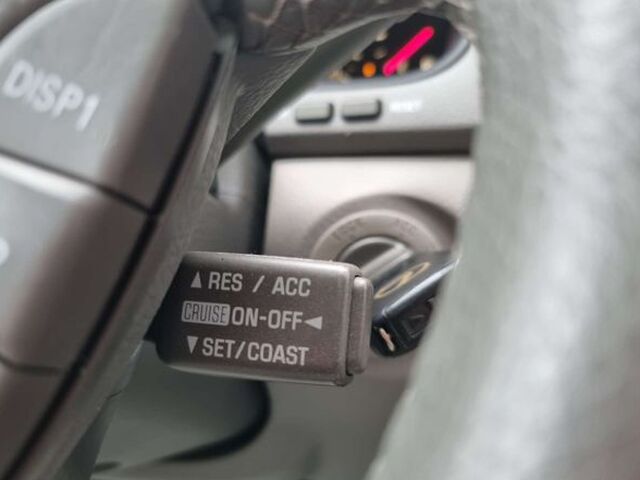 DISP1
▲ RES / ACC
CRUISE ON-OFF ◄
▼ SET/COAST